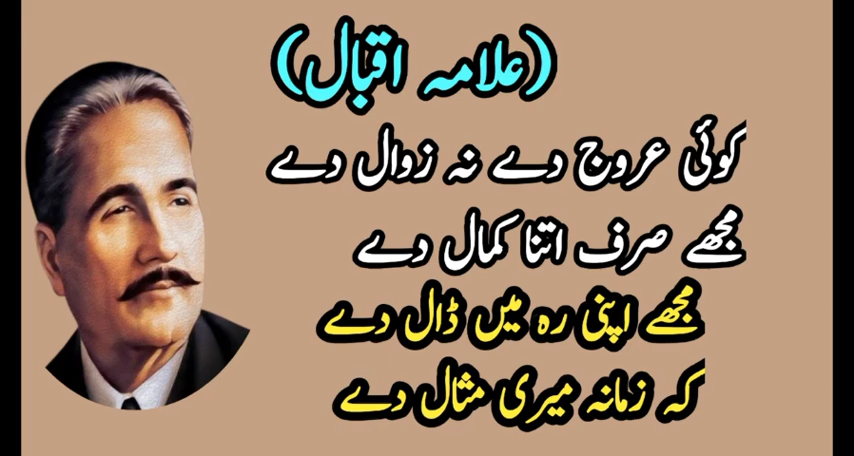 (علامہ اقبال)
کوئی عروج دے نہ زوال دے
مجھے صرف اتنا کمال دے
مجھے اپنی رہ میں ڈال دے
کہ زمانہ میری مثال دے